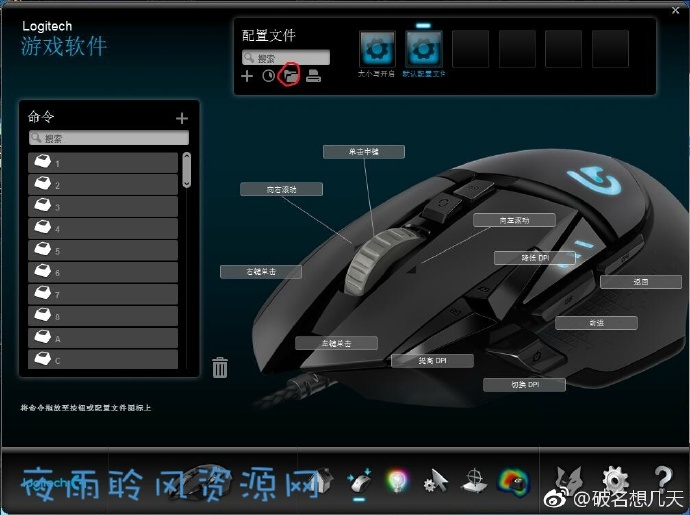 Logitech
游戏软件
配置文件
搜索
大小写开启
默认配置文件
命令
搜索
1
2
3
4
5
6
7
8
A
C
单击中键
向右滚动
向左滚动
右键单击
降低 DPI
返回
前进
左键单击
提高 DPI
切换 DPI
将命令拖放至按钮或配置文件图标上
Logitech
夜雨聆风资源网
@破名想几天